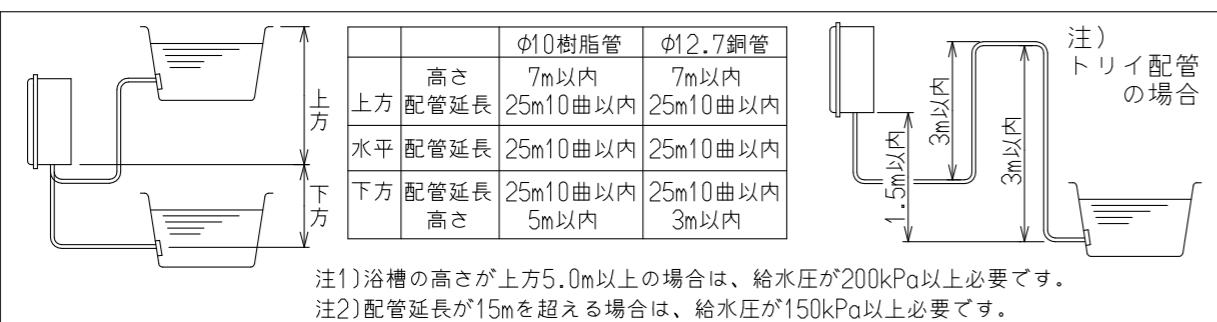 上方
下方
φ10樹脂管 φ12.7銅管
上方 高さ 7m以内 7m以内
配管延長 25m10曲以内 25m10曲以内
水平 配管延長 25m10曲以内 25m10曲以内
下方 配管延長 25m10曲以内 25m10曲以内
高さ 5m以内 3m以内
注)
トリイ配管
の場合
1.5m以内
3m以内
3m以内
注1)浴槽の高さが上方5.0m以上の場合は、給水圧が200kPa以上必要です。
注2)配管延長が15mを超える場合は、給水圧が150kPa以上必要です。